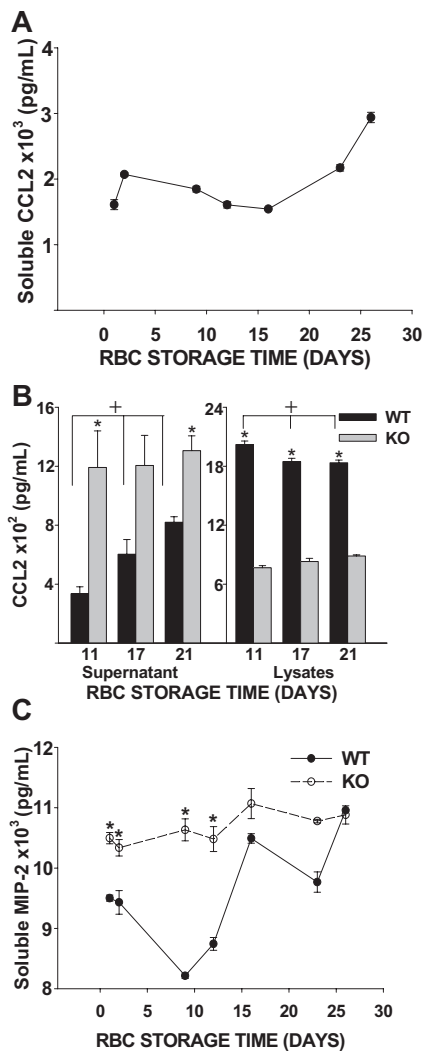 A
Soluble CCL2 x10³ (pg/mL)
4
3
2
1
0 5 10 15 20 25 30
RBC STORAGE TIME (DAYS)
B
CCL2 x10² (pg/mL)
16
12
8
4
+
*
*
24
18
12
6
+
*
*
*
WT
KO
11 17 21 11 17 21
Supernatant Lysates
RBC STORAGE TIME (DAYS)
C
Soluble MIP-2 x10³ (pg/mL)
12
11
10
9
8
WT
KO
*
*
*
*
0 5 10 15 20 25 30
RBC STORAGE TIME (DAYS)